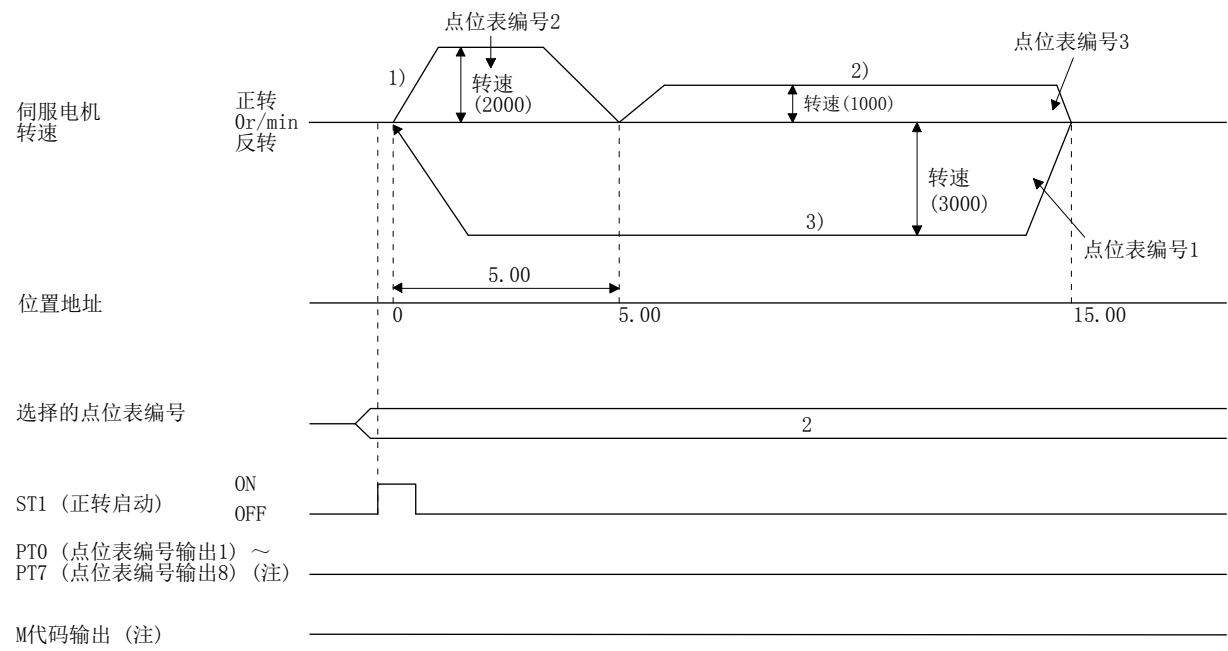 点位表编号2
点位表编号3
1)
2)
转速
(2000)
转速(1000)
伺服电机
转速
正转
0r/min
反转
转速
(3000)
3)
点位表编号1
5.00
位置地址
0
5.00
15.00
选择的点位表编号
2
ST1 (正转启动)
ON
OFF
PT0 (点位表编号输出1) ～
PT7 (点位表编号输出8) (注)
M代码输出 (注)